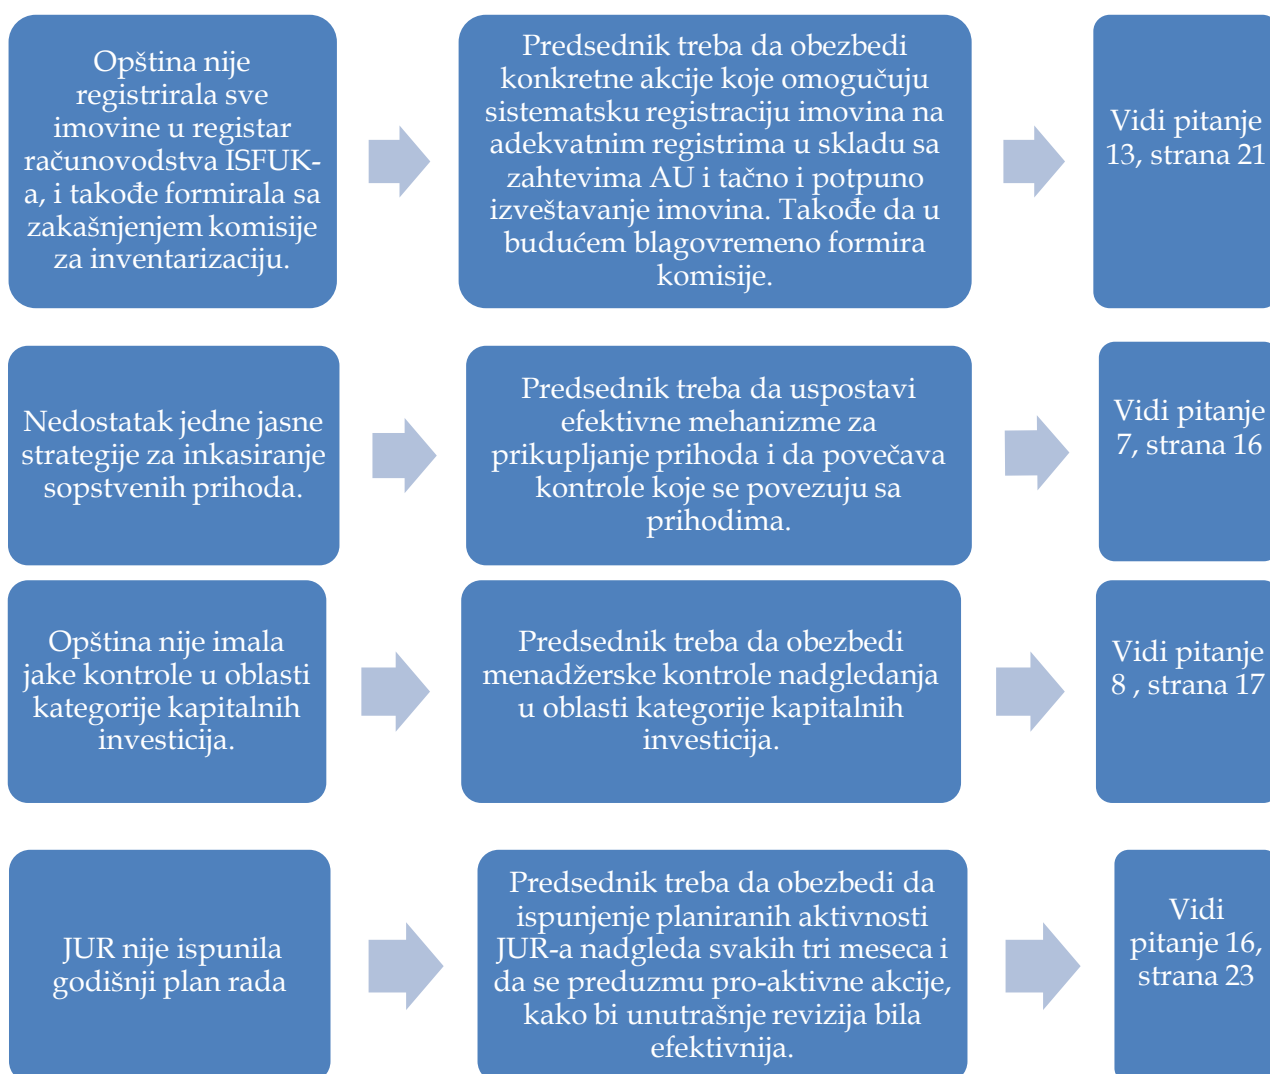 Opština nije
registrirala sve
imovine u registar
računovodstva ISFUK-
a, i takođe formirala sa
zakašnjenjem komisije
za inventarizaciju.
Predsednik treba da obezbedi
konkretne akcije koje omogučuju
sistematsku registraciju imovina na
adekvatnim registrima u skladu sa
zahtevima AU i tačno i potpuno
izveštavanje imovina. Takođe da u
budućem blagovremeno formira
komisije.
Vidi pitanje
13, strana 21
Nedostatak jedne jasne
strategije za inkasiranje
sopstvenih prihoda.
Predsednik treba da uspostavi
efektivne mehanizme za
prikupljanje prihoda i da povečava
kontrole koje se povezuju sa
prihodima.
Vidi pitanje
7, strana 16
Opština nije imala
jake kontrole u oblasti
kategorije kapitalnih
investicija.
Predsednik treba da obezbedi
menadžerske kontrole nadgledanja
u oblasti kategorije kapitalnih
investicija.
Vidi pitanje
8 , strana 17
JUR nije ispunila
godišnji plan rada
Predsednik treba da obezbedi da
ispunjenje planiranih aktivnosti
JUR-a nadgleda svakih tri meseca i
da se preduzmu pro-aktivne akcije,
kako bi unutrašnje revizija bila
efektivnija.
Vidi
pitanje 16,
strana 23